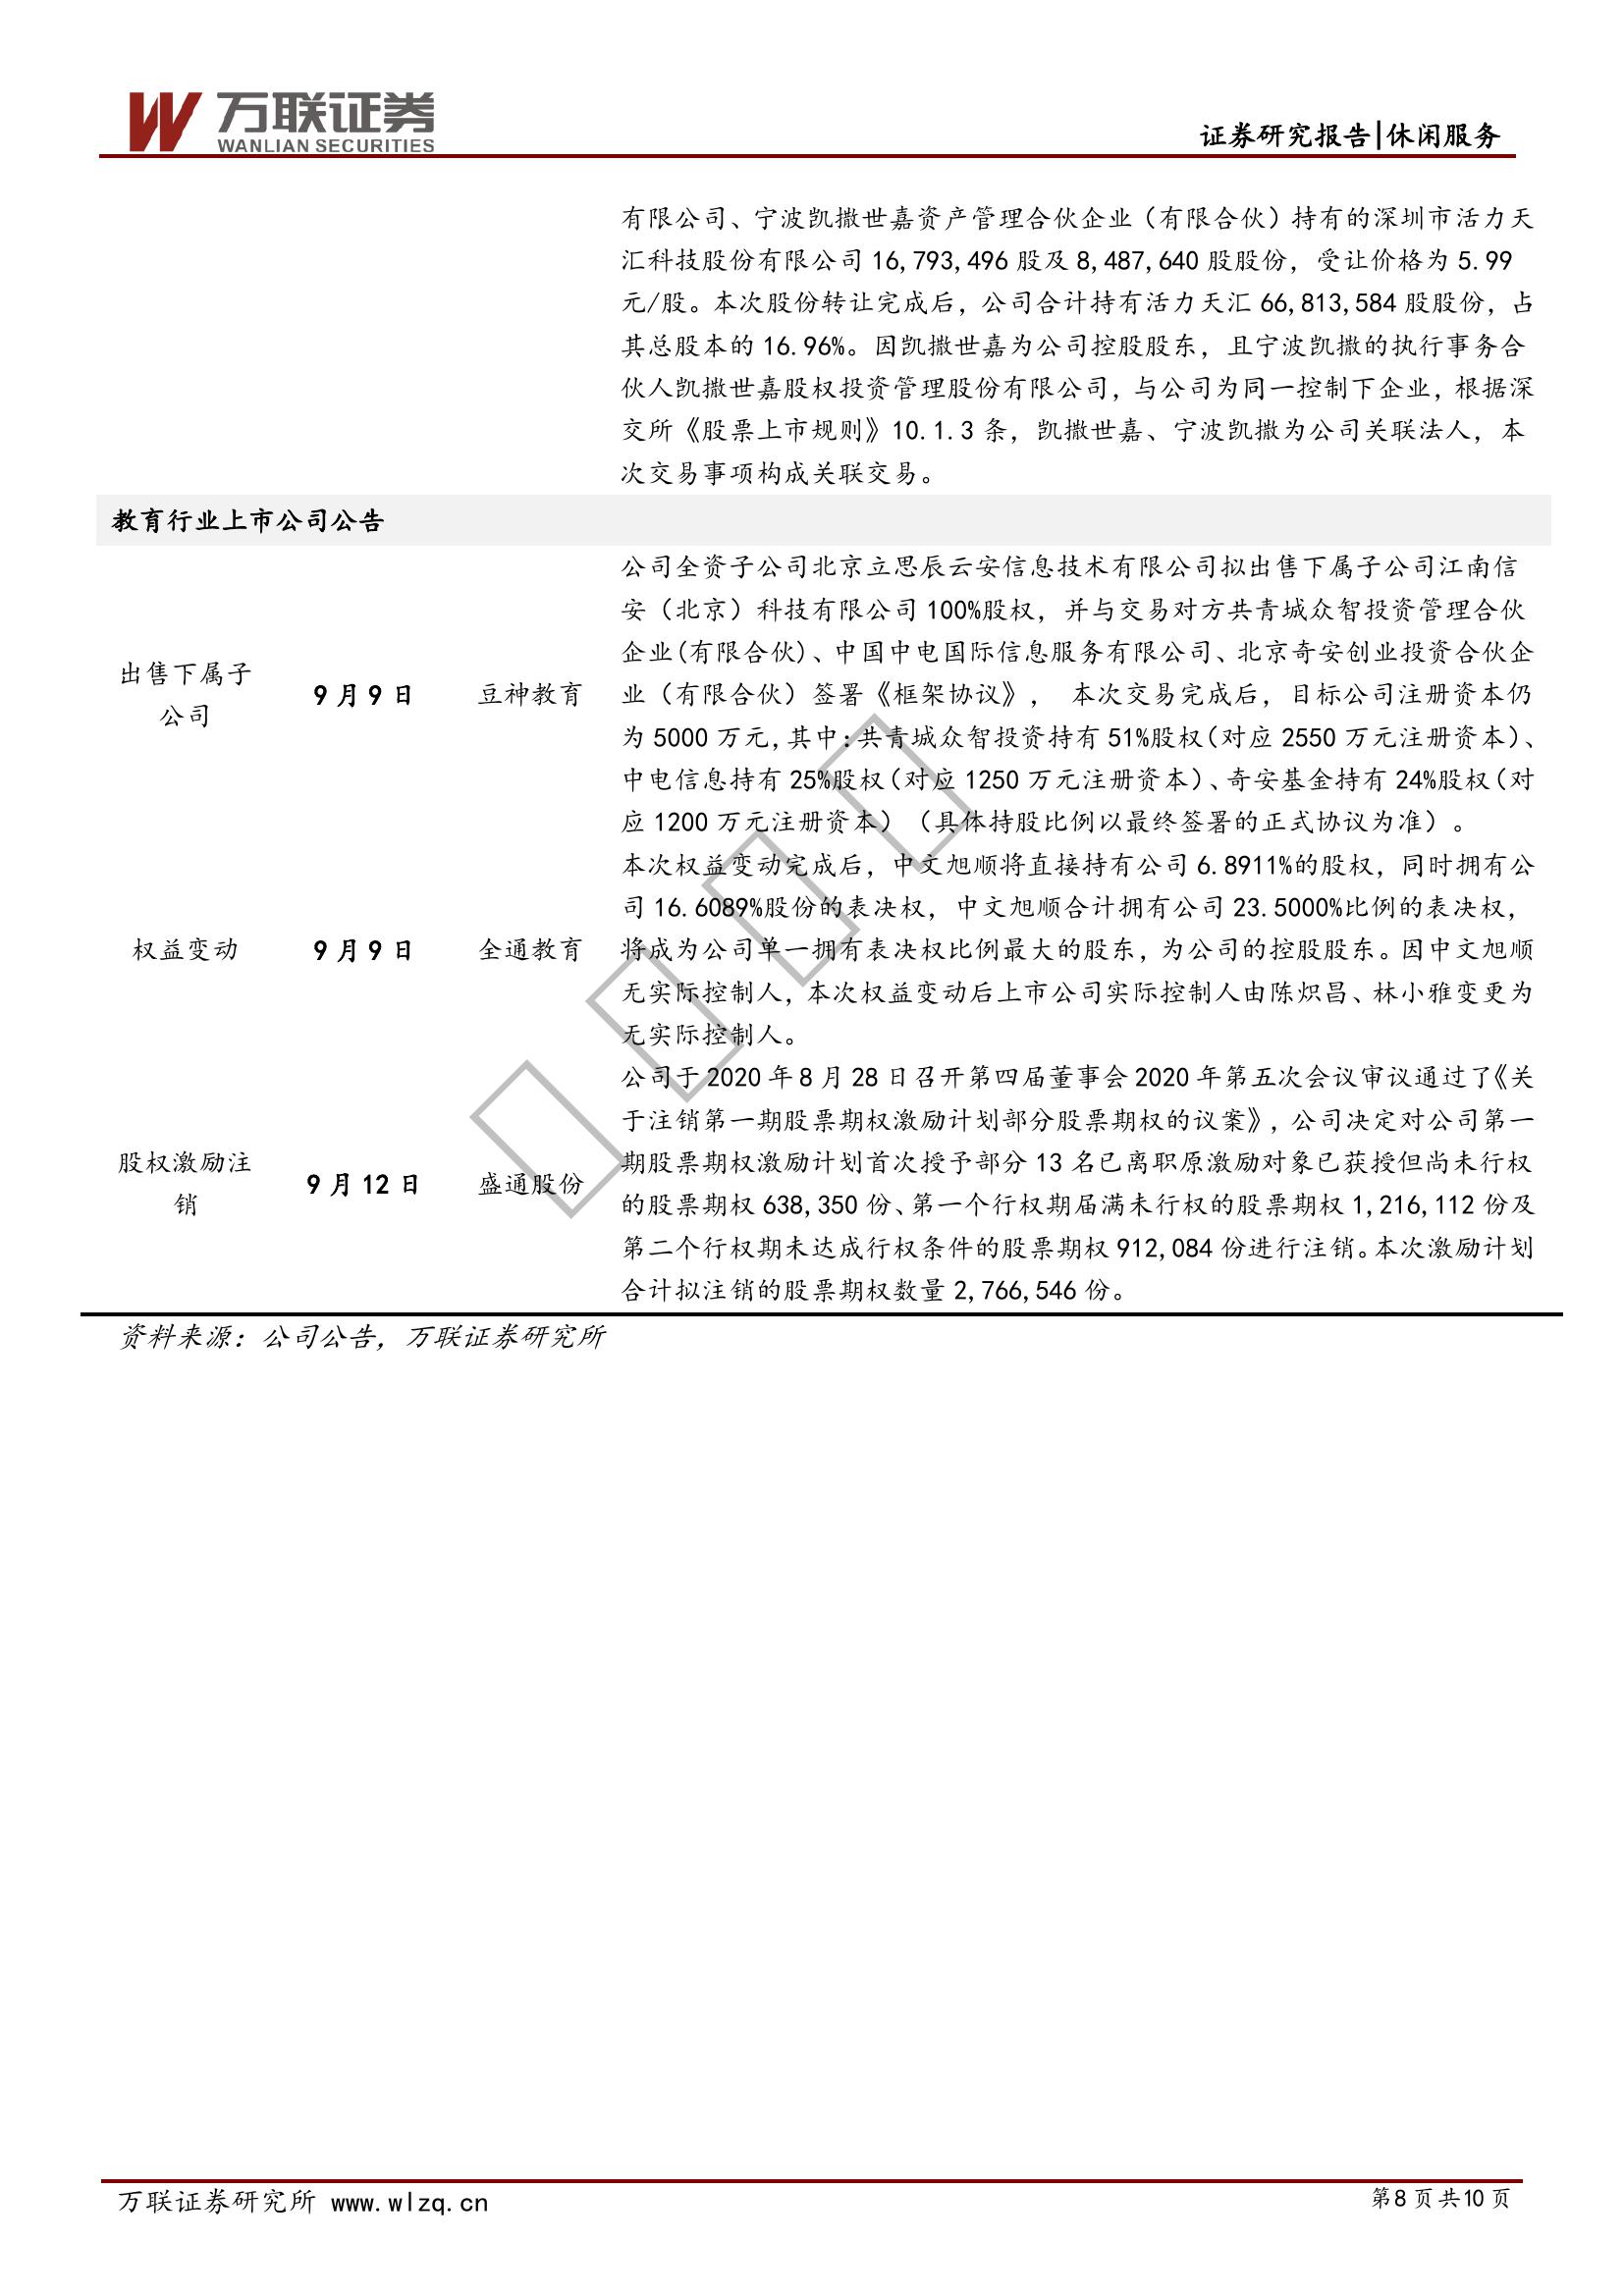 万联证券
WANLIAN SECURITIES
证券研究报告|休闲服务
有限公司、宁波凯撒世嘉资产管理合伙企业（有限合伙）持有的深圳市活力天
汇科技股份有限公司 16,793,496 股及 8,487,640 股股份，受让价格为 5.99
元/股。本次股份转让完成后，公司合计持有活力天汇 66,813,584 股股份，占
其总股本的 16.96%。因凯撒世嘉为公司控股股东，且宁波凯撒的执行事务合
伙人凯撒世嘉股权投资管理股份有限公司，与公司为同一控制下企业，根据深
交所《股票上市规则》10.1.3 条，凯撒世嘉、宁波凯撒为公司关联法人，本
次交易事项构成关联交易。
教育行业上市公司公告
出售下属子
公司
9 月 9 日
豆神教育
公司全资子公司北京立思辰云安信息技术有限公司拟出售下属子公司江南信
安（北京）科技有限公司 100%股权，并与交易对方共青城众智投资管理合伙
企业(有限合伙)、中国中电国际信息服务有限公司、北京奇安创业投资合伙企
业（有限合伙）签署《框架协议》， 本次交易完成后，目标公司注册资本仍
为 5000 万元，其中：共青城众智投资持有 51%股权（对应 2550 万元注册资本）、
中电信息持有 25%股权（对应 1250 万元注册资本）、奇安基金持有 24%股权（对
应 1200 万元注册资本）（具体持股比例以最终签署的正式协议为准）。
权益变动
9 月 9 日
全通教育
本次权益变动完成后，中文旭顺将直接持有公司 6.8911%的股权，同时拥有公
司 16.6089%股份的表决权，中文旭顺合计拥有公司 23.5000%比例的表决权，
将成为公司单一拥有表决权比例最大的股东，为公司的控股股东。因中文旭顺
无实际控制人，本次权益变动后上市公司实际控制人由陈炽昌、林小雅变更为
无实际控制人。
股权激励注
销
9 月 12 日
盛通股份
公司于 2020 年 8 月 28 日召开第四届董事会 2020 年第五次会议审议通过了《关
于注销第一期股票期权激励计划部分股票期权的议案》，公司决定对公司第一
期股票期权激励计划首次授予部分 13 名已离职原激励对象已获授但尚未行权
的股票期权 638,350 份、第一个行权期届满未行权的股票期权 1,216,112 份及
第二个行权期未达成行权条件的股票期权 912,084 份进行注销。本次激励计划
合计拟注销的股票期权数量 2,766,546 份。
资料来源：公司公告，万联证券研究所
万联证券研究所 www.wlzq.cn
第 8 页 共 10 页